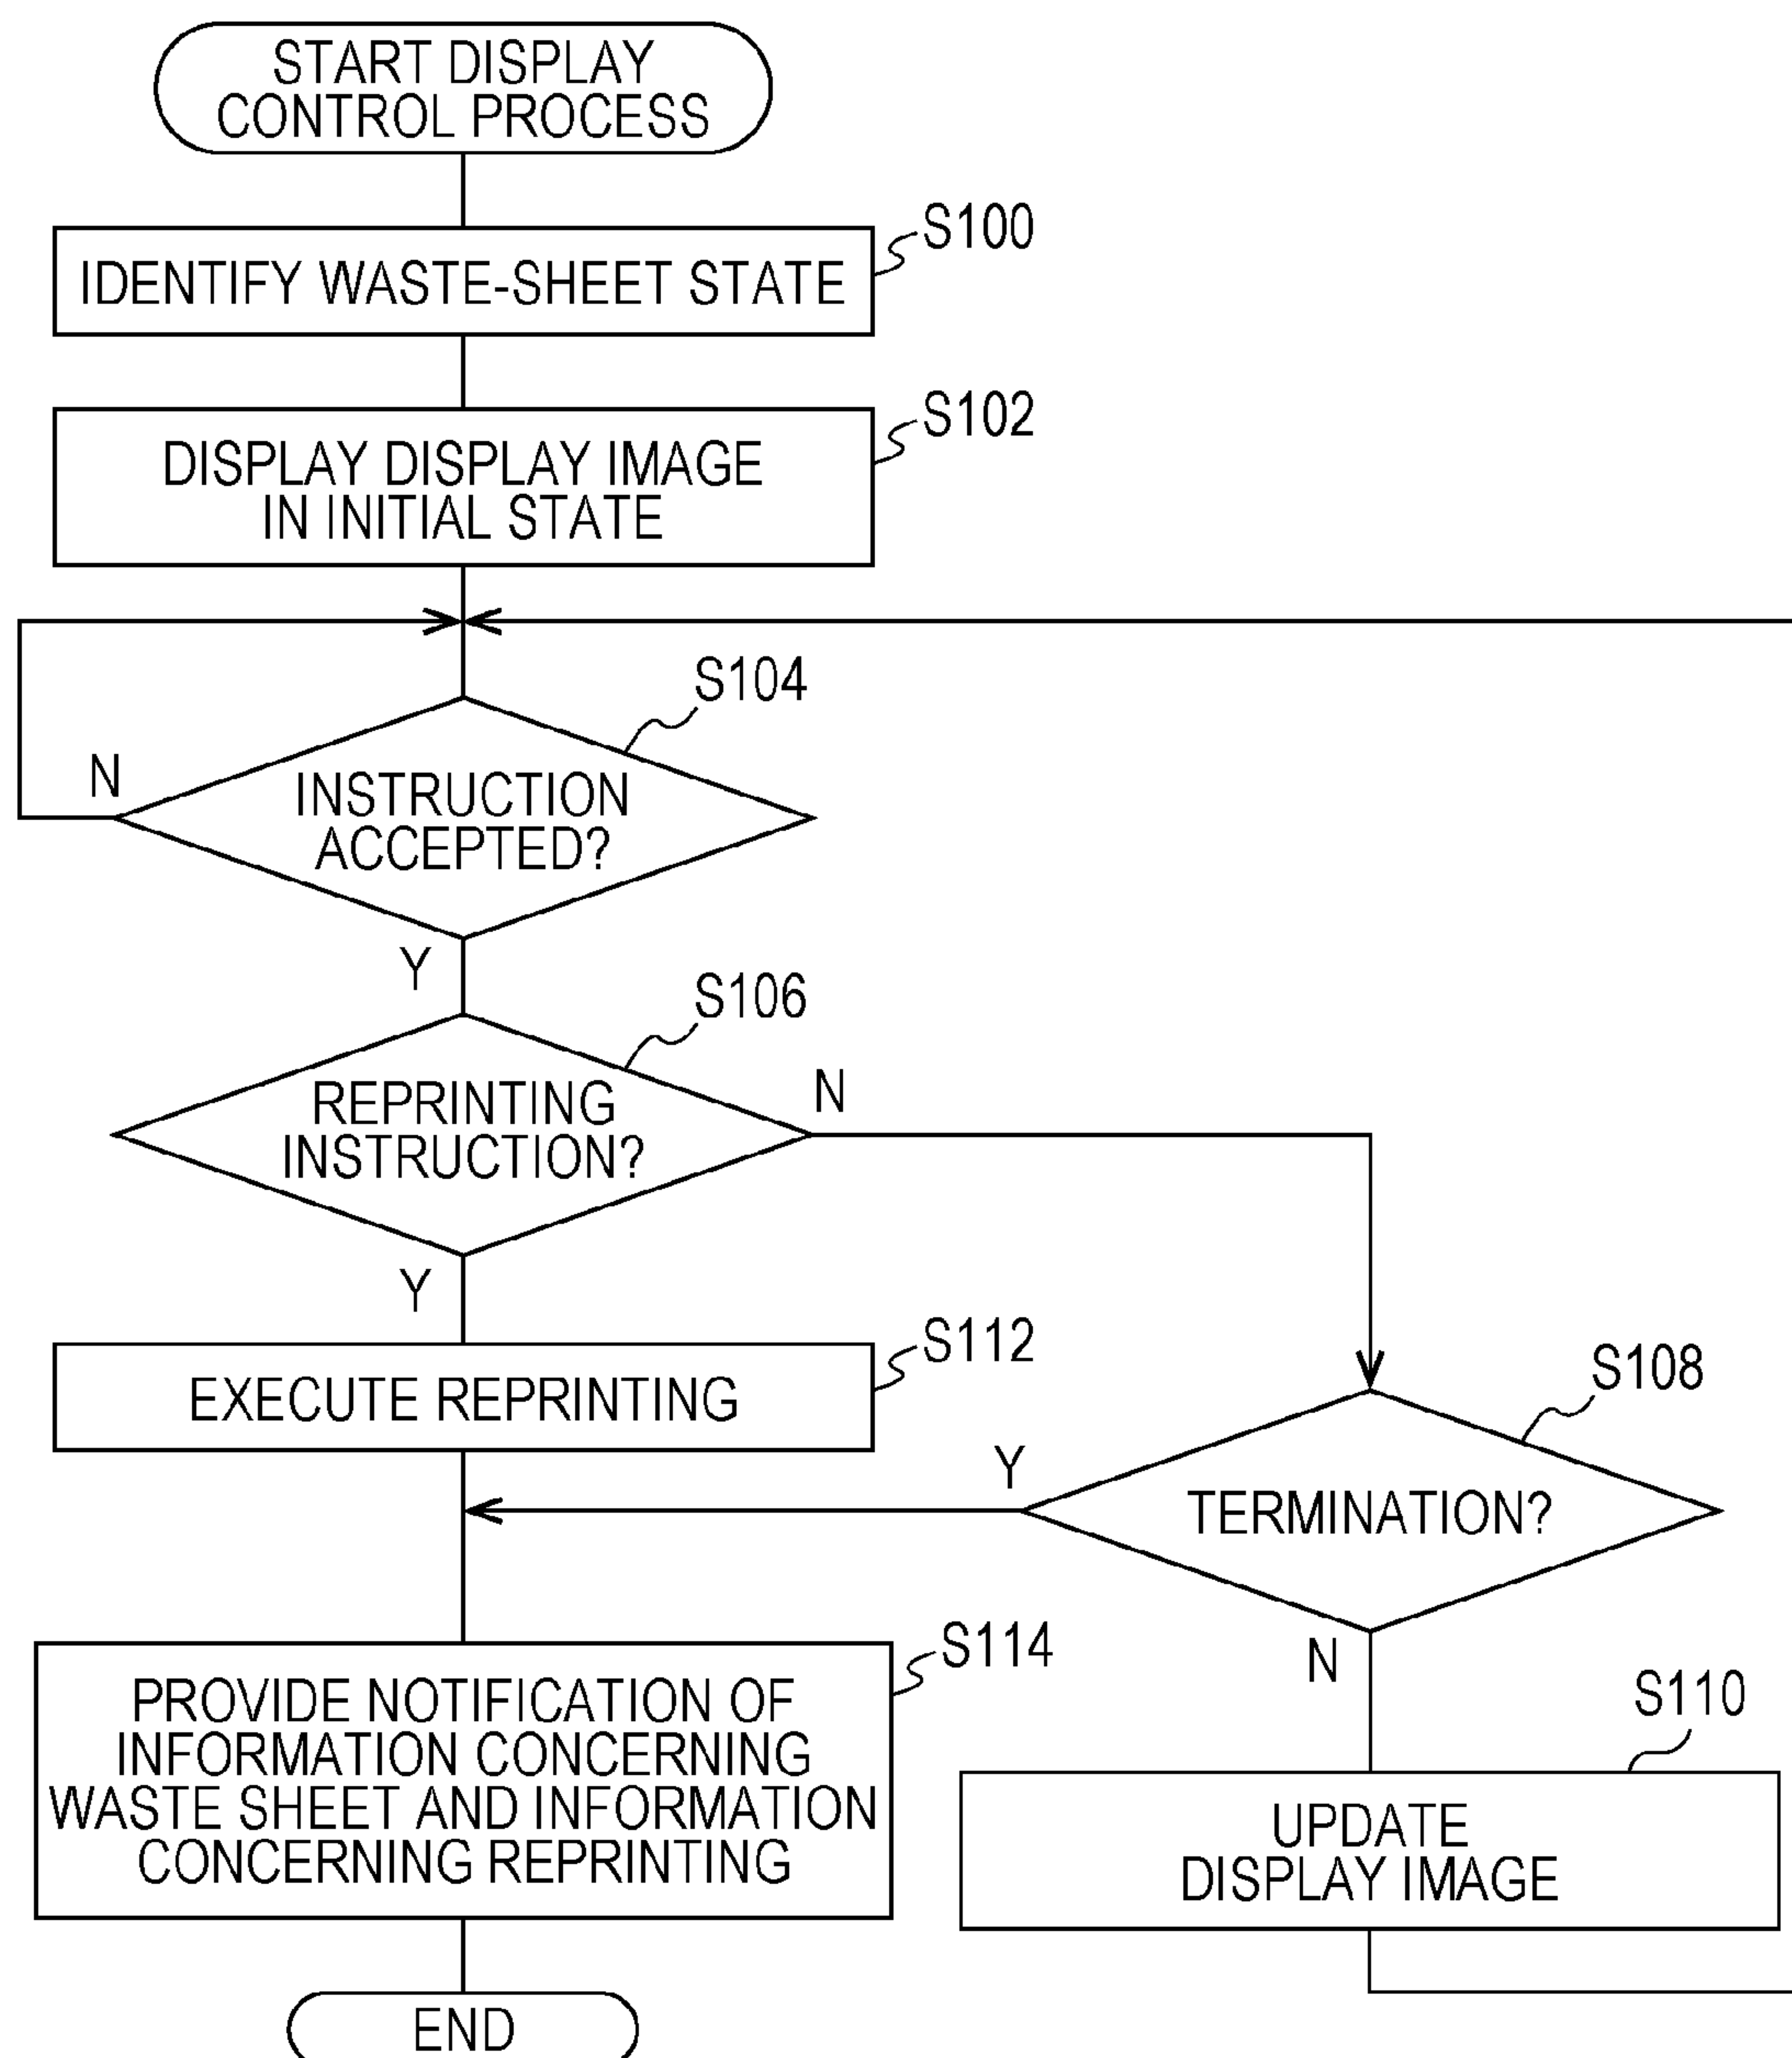 START DISPLAY
CONTROL PROCESS
S100
IDENTIFY WASTE-SHEET STATE
S102
DISPLAY DISPLAY IMAGE
IN INITIAL STATE
S104
N
INSTRUCTION
ACCEPTED?
Y
S106
N
REPRINTING
INSTRUCTION?
Y
S112
EXECUTE REPRINTING
S108
Y
TERMINATION?
N
S114
PROVIDE NOTIFICATION OF
INFORMATION CONCERNING
WASTE SHEET AND INFORMATION
CONCERNING REPRINTING
S110
UPDATE
DISPLAY IMAGE
END